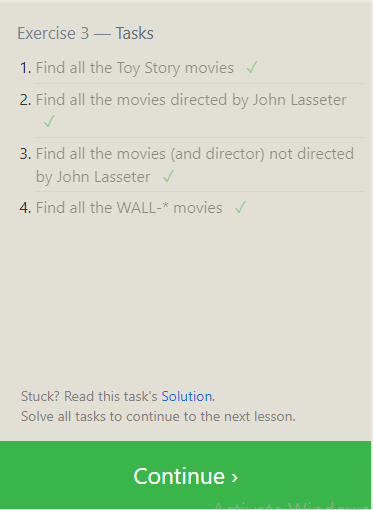 Exercise 3 — Tasks
1. Find all the Toy Story movies ✓
2. Find all the movies directed by John Lasseter
✓
3. Find all the movies (and director) not directed
by John Lasseter ✓
4. Find all the WALL-* movies ✓
Stuck? Read this task's Solution.
Solve all tasks to continue to the next lesson.
Continue ›
Activate Windows